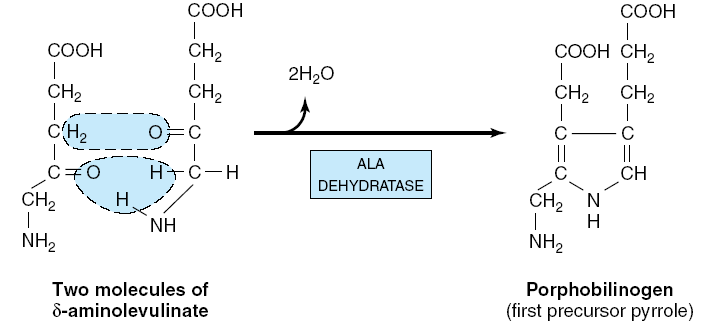 COOH
COOH
CH2
CH2
CH2
CH2
O=C
C=O
H-C-H
CH2
H
NH
NH2
2H2O
ALA
DEHYDRATASE
COOH
COOH
CH2
CH2
CH2
C
C
C
CH
CH2
N
H
NH2
Two molecules of
δ-aminolevulinate
Porphobilinogen
(first precursor pyrrole)